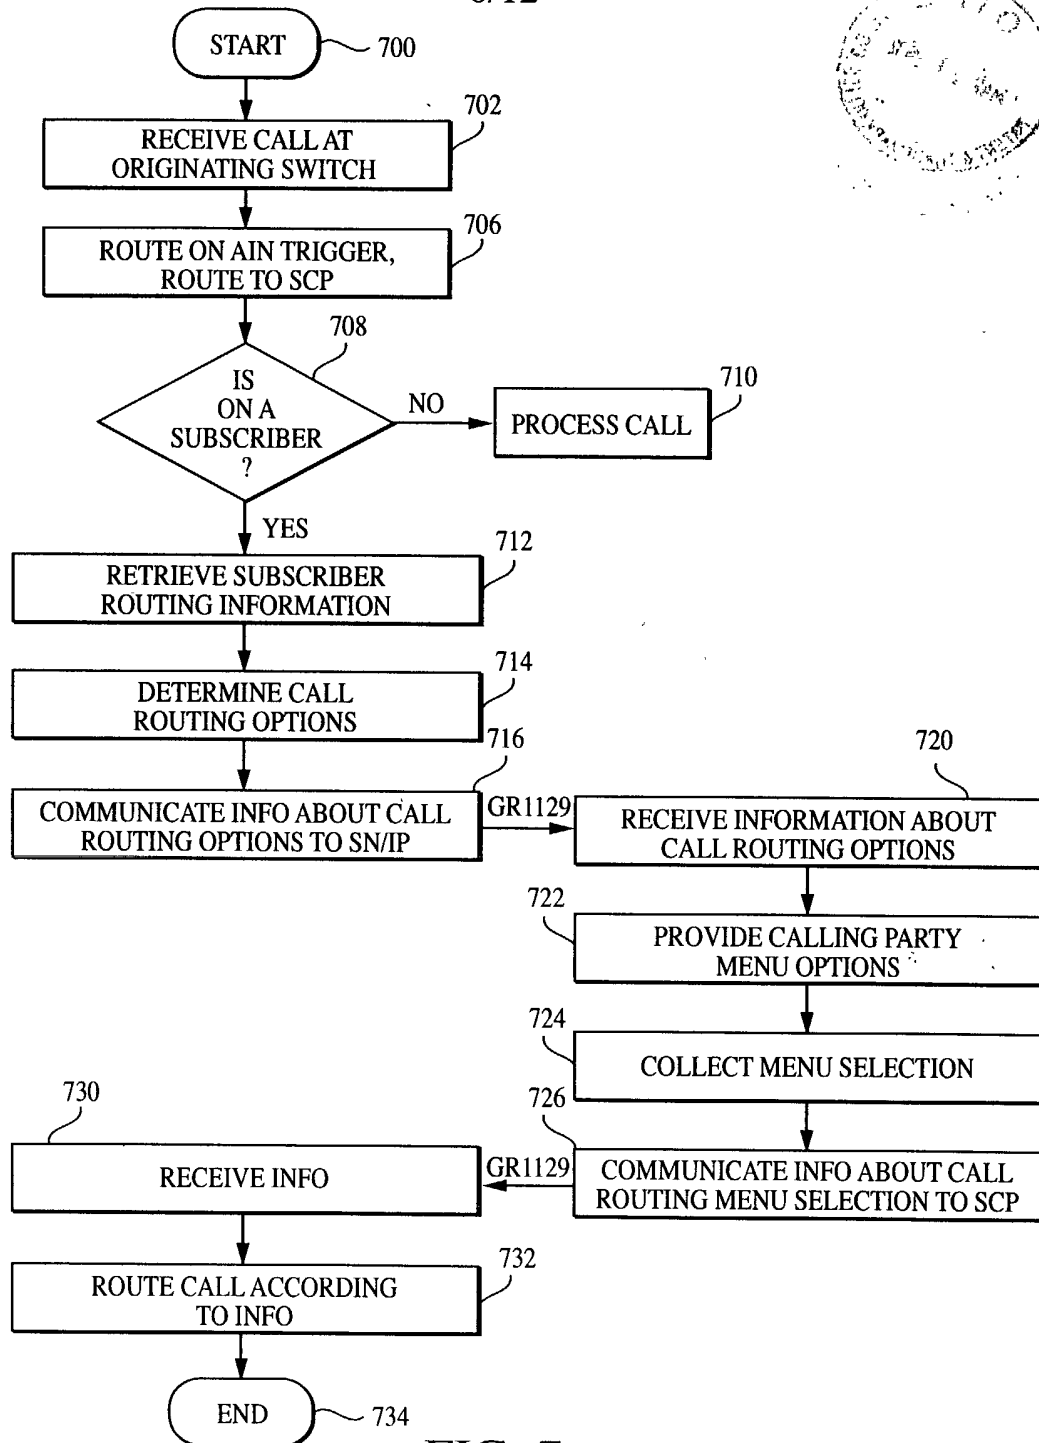 START
700
702
RECEIVE CALL AT
ORIGINATING SWITCH
706
ROUTE ON AIN TRIGGER,
ROUTE TO SCP
708
IS
ON A
SUBSCRIBER
?
NO
710
PROCESS CALL
YES
712
RETRIEVE SUBSCRIBER
ROUTING INFORMATION
714
DETERMINE CALL
ROUTING OPTIONS
716
COMMUNICATE INFO ABOUT CALL
ROUTING OPTIONS TO SN/IP
GR1129
720
RECEIVE INFORMATION ABOUT
CALL ROUTING OPTIONS
722
PROVIDE CALLING PARTY
MENU OPTIONS
724
COLLECT MENU SELECTION
726
COMMUNICATE INFO ABOUT CALL
ROUTING MENU SELECTION TO SCP
GR1129
730
RECEIVE INFO
732
ROUTE CALL ACCORDING
TO INFO
END
734